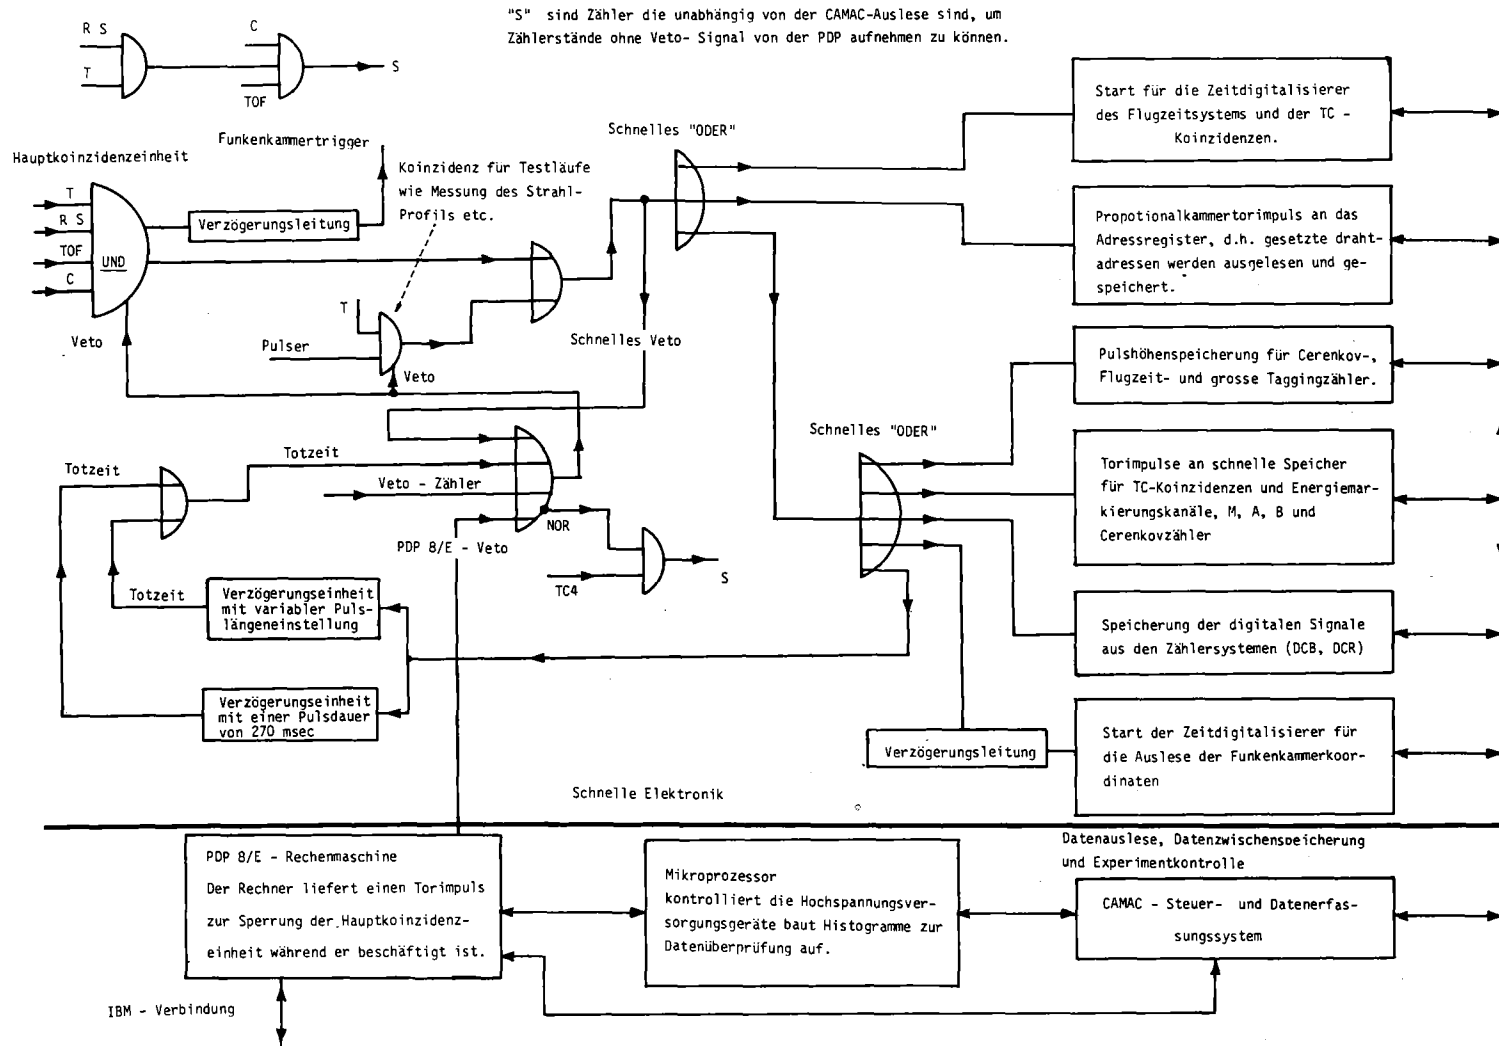 "S" sind Zähler die unabhängig von der CAMAC-Auslese sind, um
Zählerstände ohne Veto- Signal von der PDP aufnehmen zu können.
R S
T
C
TOF
S
Hauptkoinzidenzeinheit
Funkenkammertrigger
T
R S
TOF
C
UND
Veto
Verzögerungsleitung
Koinzidenz für Testläufe
wie Messung des Strahl-
Profils etc.
T
Pulser
Veto
Schnelles "ODER"
Schnelles Veto
Start für die Zeitdigitalisierer
des Flugzeitsystems und der TC -
Koinzidenzen.
Propotionalkammertorimpuls an das
Adressregister, d.h. gesetzte draht-
adressen werden ausgelesen und ge-
speichert.
Pulshöhenspeicherung für Cerenkov-,
Flugzeit- und grosse Taggingzähler.
Schnelles "ODER"
Torimpulse an schnelle Speicher
für TC-Koinzidenzen und Energiemar-
kierungskanäle, M, A, B und
Cerenkovzähler
Totzeit
Totzeit
Veto - Zähler
NOR
PDP 8/E - Veto
TC4
S
Totzeit
Verzögerungseinheit
mit variabler Puls-
längeneinstellung
Verzögerungseinheit
mit einer Pulsdauer
von 270 msec
Speicherung der digitalen Signale
aus den Zählersystemen (DCB, DCR)
Verzögerungsleitung
Start der Zeitdigitalisierer für
die Auslese der Funkenkammerkoor-
dinaten
Schnelle Elektronik
Datenauslese, Datenzwischenspeicherung
und Experimentkontrolle
PDP 8/E - Rechenmaschine
Der Rechner liefert einen Torimpuls
zur Sperrung der Hauptkoinzidenz-
einheit während er beschäftigt ist.
Mikroprozessor
kontrolliert die Hochspannungsver-
sorgungsgeräte baut Histogramme zur
Datenüberprüfung auf.
CAMAC - Steuer- und Datenerfas-
sungssystem
IBM - Verbindung